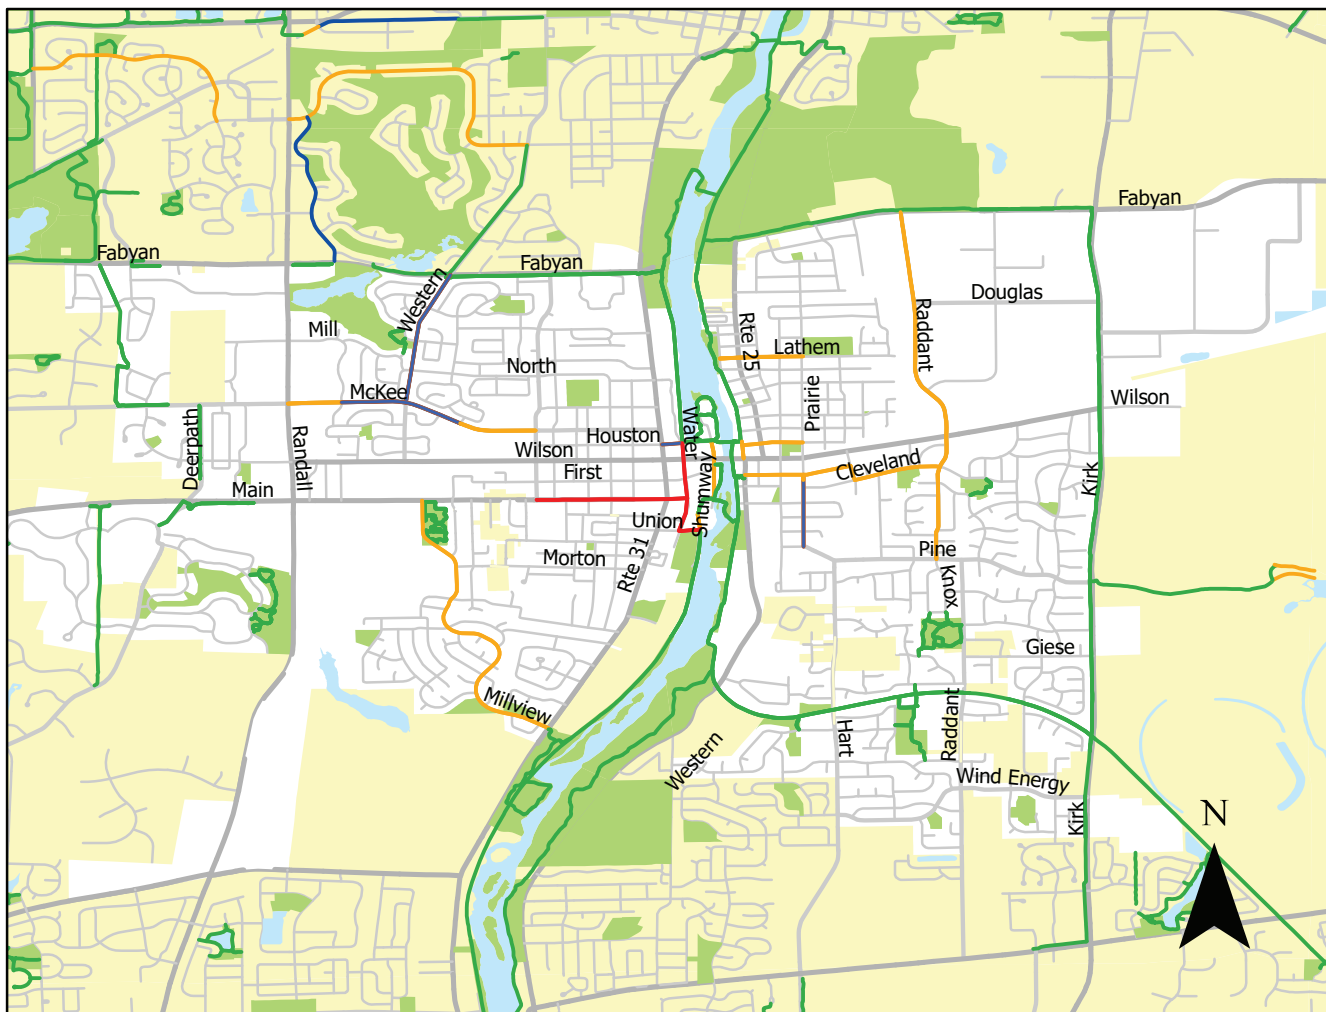 Fabyan
Fabyan
Fabyan
Western
Douglas
Rte 25
Raddant
Mill
Lathem
North
McKee
Prairie
Wilson
Water
Deerpath
Randall
Houston
Wilson
First
Cleveland
Kirk
Main
Shumway
Union
Morton
Rte 31
Pine
Knox
Giese
Millview
Raddant
Hart
Western
Wind Energy
Kirk
N